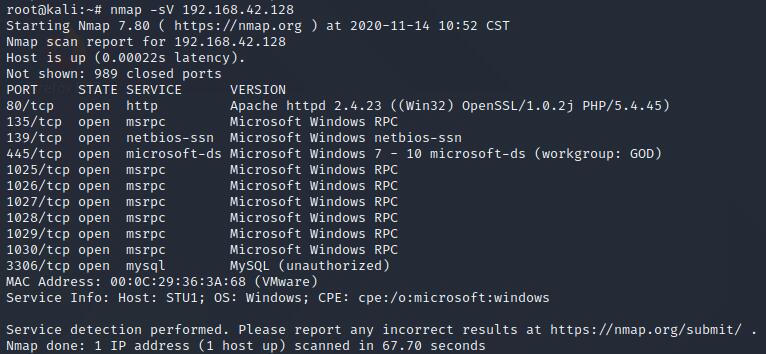 root@kali:~# nmap -sV 192.168.42.128
Starting Nmap 7.80 ( https://nmap.org ) at 2020-11-14 10:52 CST
Nmap scan report for 192.168.42.128
Host is up (0.00022s latency).
Not shown: 989 closed ports
PORT     STATE SERVICE      VERSION
80/tcp   open  http         Apache httpd 2.4.23 ((Win32) OpenSSL/1.0.2j PHP/5.4.45)
135/tcp  open  msrpc        Microsoft Windows RPC
139/tcp  open  netbios-ssn  Microsoft Windows netbios-ssn
445/tcp  open  microsoft-ds Microsoft Windows 7 - 10 microsoft-ds (workgroup: GOD)
1025/tcp open  msrpc        Microsoft Windows RPC
1026/tcp open  msrpc        Microsoft Windows RPC
1027/tcp open  msrpc        Microsoft Windows RPC
1028/tcp open  msrpc        Microsoft Windows RPC
1029/tcp open  msrpc        Microsoft Windows RPC
1030/tcp open  msrpc        Microsoft Windows RPC
3306/tcp open  mysql        MySQL (unauthorized)
MAC Address: 00:0C:29:36:3A:68 (VMware)
Service Info: Host: STU1; OS: Windows; CPE: cpe:/o:microsoft:windows

Service detection performed. Please report any incorrect results at https://nmap.org/submit/ .
Nmap done: 1 IP address (1 host up) scanned in 67.70 seconds